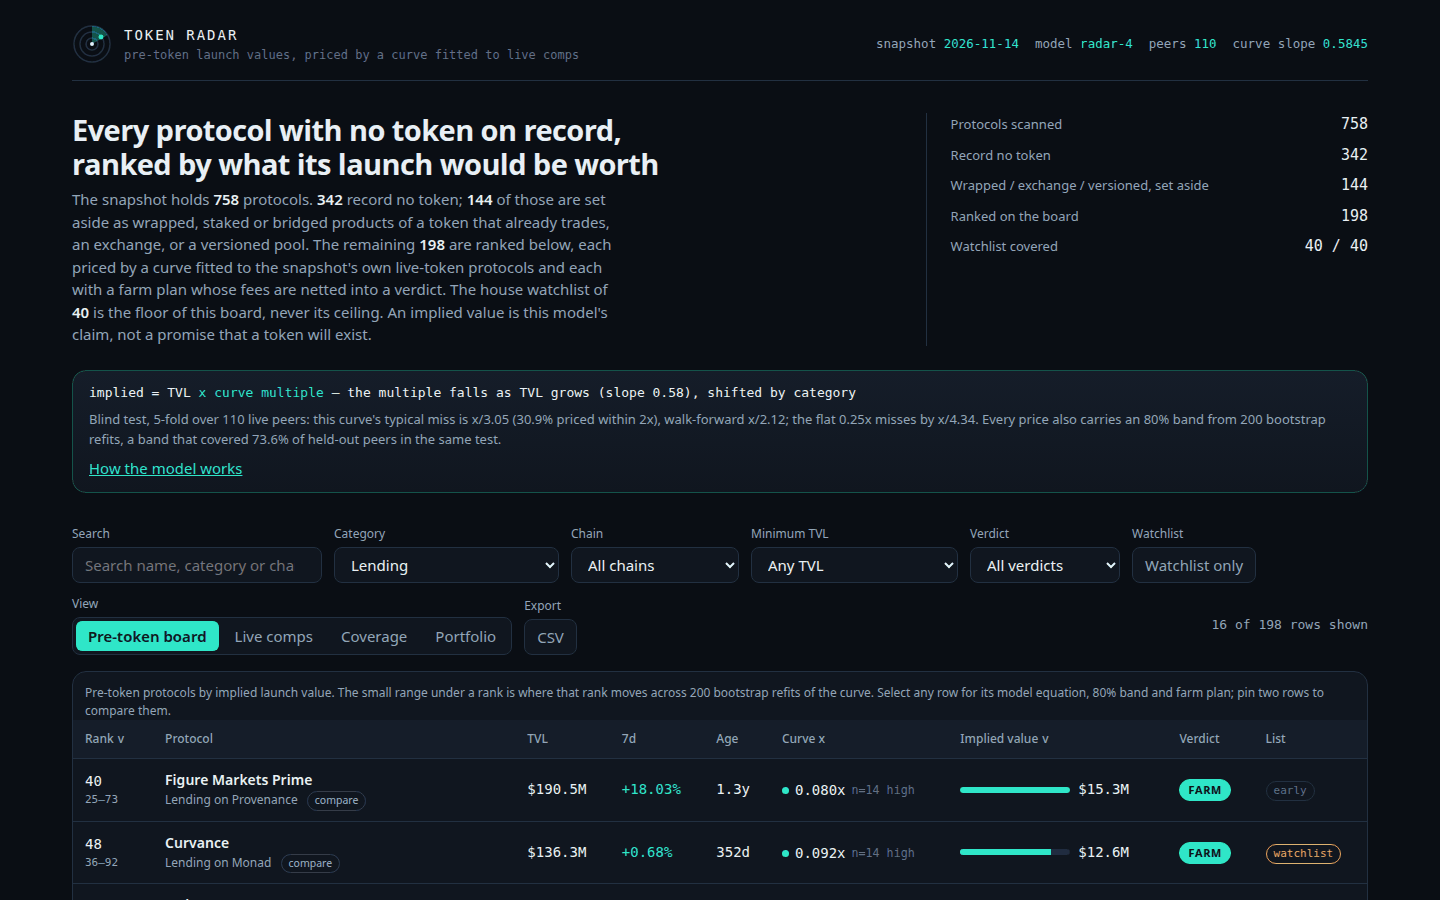 TOKEN RADAR
pre-token launch values, priced by a curve fitted to live comps
snapshot 2026-11-14 model radar-4 peers 110 curve slope 0.5845
Every protocol with no token on record,
ranked by what its launch would be worth
The snapshot holds 758 protocols. 342 record no token; 144 of those are set
aside as wrapped, staked or bridged products of a token that already trades,
an exchange, or a versioned pool. The remaining 198 are ranked below, each
priced by a curve fitted to the snapshot's own live-token protocols and each
with a farm plan whose fees are netted into a verdict. The house watchlist of
40 is the floor of this board, never its ceiling. An implied value is this model's
claim, not a promise that a token will exist.
Protocols scanned 758
Record no token 342
Wrapped / exchange / versioned, set aside 144
Ranked on the board 198
Watchlist covered 40 / 40
implied = TVL x curve multiple — the multiple falls as TVL grows (slope 0.58), shifted by category
Blind test, 5-fold over 110 live peers: this curve's typical miss is x/3.05 (30.9% priced within 2x), walk-forward x/2.12; the flat 0.25x misses by x/4.34. Every price also carries an 80% band from 200 bootstrap
refits, a band that covered 73.6% of held-out peers in the same test.
How the model works
Search Category Chain Minimum TVL Verdict Watchlist
Search name, category or cha Lending All chains Any TVL All verdicts Watchlist only
View Export
Pre-token board Live comps Coverage Portfolio CSV 16 of 198 rows shown
Pre-token protocols by implied launch value. The small range under a rank is where that rank moves across 200 bootstrap refits of the curve. Select any row for its model equation, 80% band and farm plan; pin two rows to
compare them.
Rank v Protocol TVL 7d Age Curve x Implied value v Verdict List
40 Figure Markets Prime $190.5M +18.03% 1.3y 0.080x n=14 high $15.3M FARM early
25–73 Lending on Provenance compare
48 Curvance $136.3M +0.68% 352d 0.092x n=14 high $12.6M FARM watchlist
36–92 Lending on Monad compare